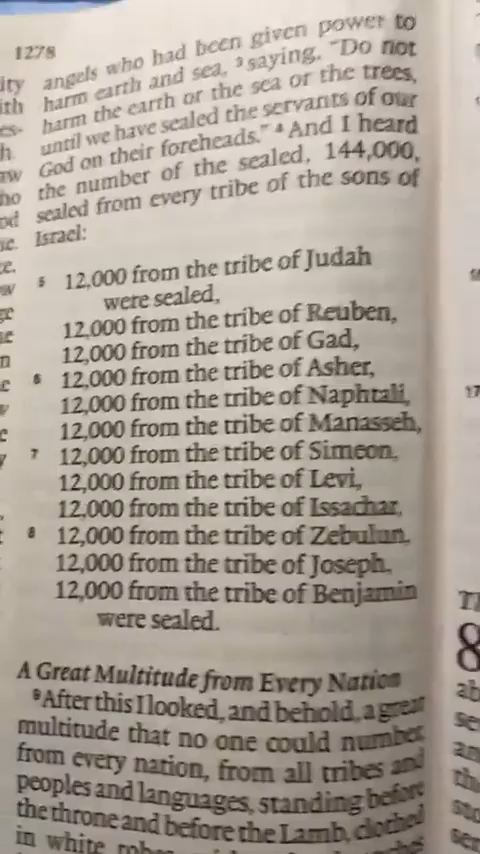 1278
angels who had been given power to
harm earth and sea, ³saying, "Do not
harm the earth or the sea or the trees,
until we have sealed the servants of our
God on their foreheads." ⁴And I heard
the number of the sealed, 144,000,
sealed from every tribe of the sons of
Israel:
5 12,000 from the tribe of Judah
were sealed,
12,000 from the tribe of Reuben,
12,000 from the tribe of Gad,
6 12,000 from the tribe of Asher,
12,000 from the tribe of Naphtali,
12,000 from the tribe of Manasseh,
7 12,000 from the tribe of Simeon,
12,000 from the tribe of Levi,
12,000 from the tribe of Issachar,
8 12,000 from the tribe of Zebulun,
12,000 from the tribe of Joseph,
12,000 from the tribe of Benjamin
were sealed.
A Great Multitude from Every Nation
⁹After this I looked, and behold, a great
multitude that no one could number,
from every nation, from all tribes and
peoples and languages, standing before
the throne and before the Lamb, clothed
in white
8